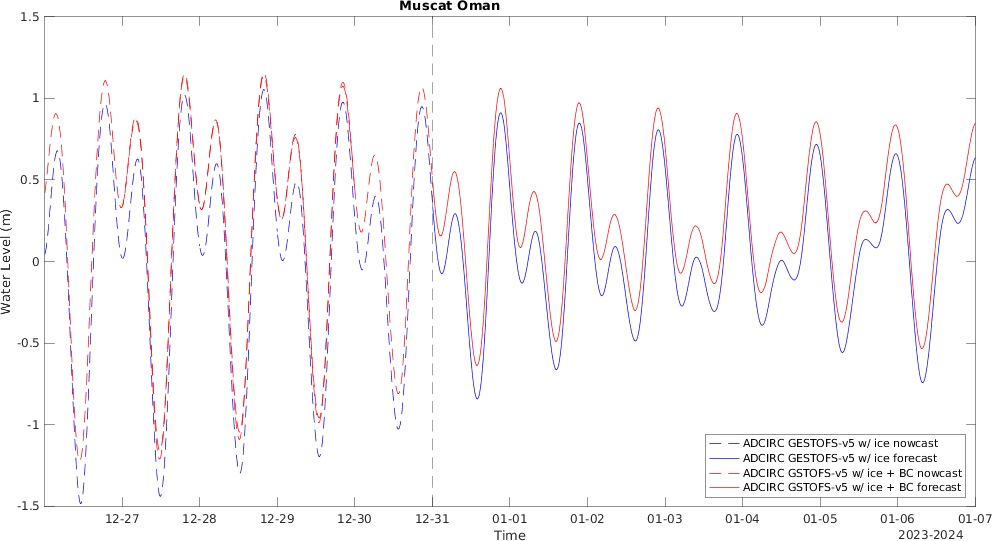 Muscat Oman
1.5
1
0.5
0
-0.5
-1
-1.5
Water Level (m)
ADCIRC GESTOFS-v5 w/ ice nowcast
ADCIRC GESTOFS-v5 w/ ice forecast
ADCIRC GSTOFS-v5 w/ ice + BC nowcast
ADCIRC GSTOFS-v5 w/ ice + BC forecast
12-27 12-28 12-29 12-30 12-31 01-01 01-02 01-03 01-04 01-05 01-06 01-07
Time
2023-2024